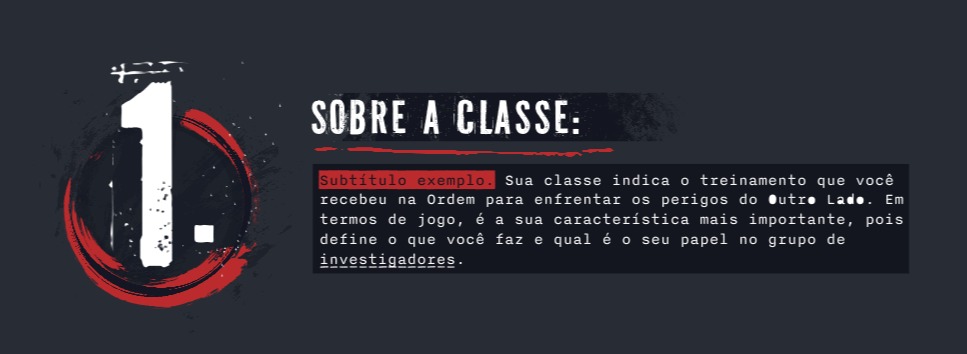 1.
SOBRE A CLASSE:
Subtítulo exemplo. Sua classe indica o treinamento que você
recebeu na Ordem para enfrentar os perigos do Outro Lado. Em
termos de jogo, é a sua característica mais importante, pois
define o que você faz e qual é o seu papel no grupo de
investigadores.